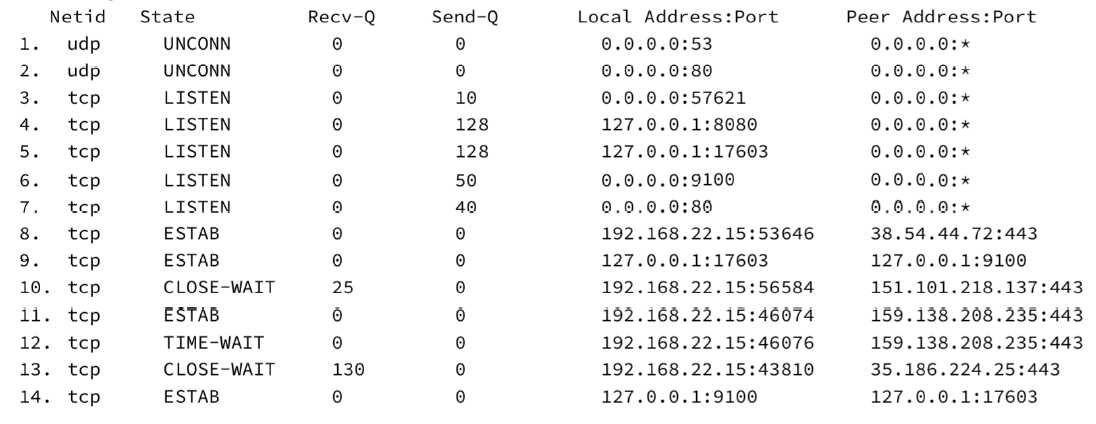 Netid State Recv-Q Send-Q Local Address:Port Peer Address:Port
1. udp UNCONN 0 0 0.0.0.0:53 0.0.0.0:*
2. udp UNCONN 0 0 0.0.0.0:80 0.0.0.0:*
3. tcp LISTEN 0 10 0.0.0.0:57621 0.0.0.0:*
4. tcp LISTEN 0 128 127.0.0.1:8080 0.0.0.0:*
5. tcp LISTEN 0 128 127.0.0.1:17603 0.0.0.0:*
6. tcp LISTEN 0 50 0.0.0.0:9100 0.0.0.0:*
7. tcp LISTEN 0 40 0.0.0.0:80 0.0.0.0:*
8. tcp ESTAB 0 0 192.168.22.15:53646 38.54.44.72:443
9. tcp ESTAB 0 0 127.0.0.1:17603 127.0.0.1:9100
10. tcp CLOSE-WAIT 25 0 192.168.22.15:56584 151.101.218.137:443
11. tcp ESTAB 0 0 192.168.22.15:46074 159.138.208.235:443
12. tcp TIME-WAIT 0 0 192.168.22.15:46076 159.138.208.235:443
13. tcp CLOSE-WAIT 130 0 192.168.22.15:43810 35.186.224.25:443
14. tcp ESTAB 0 0 127.0.0.1:9100 127.0.0.1:17603